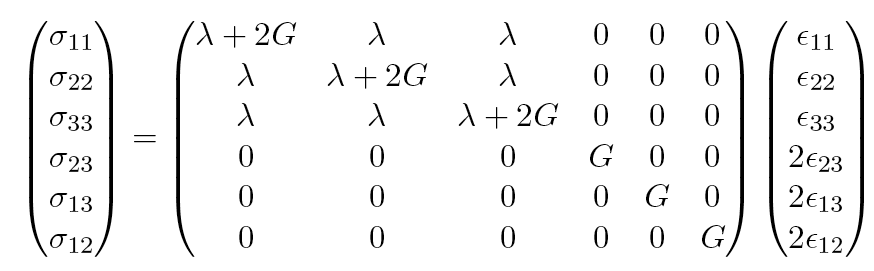 σ₁₁ λ + 2G λ λ 0 0 0 ϵ₁₁
σ₂₂ λ λ + 2G λ 0 0 0 ϵ₂₂
σ₃₃ λ λ λ + 2G 0 0 0 ϵ₃₃
σ₂₃ = 0 0 0 G 0 0 2ϵ₂₃
σ₁₃ 0 0 0 0 G 0 2ϵ₁₃
σ₁₂ 0 0 0 0 0 G 2ϵ₁₂